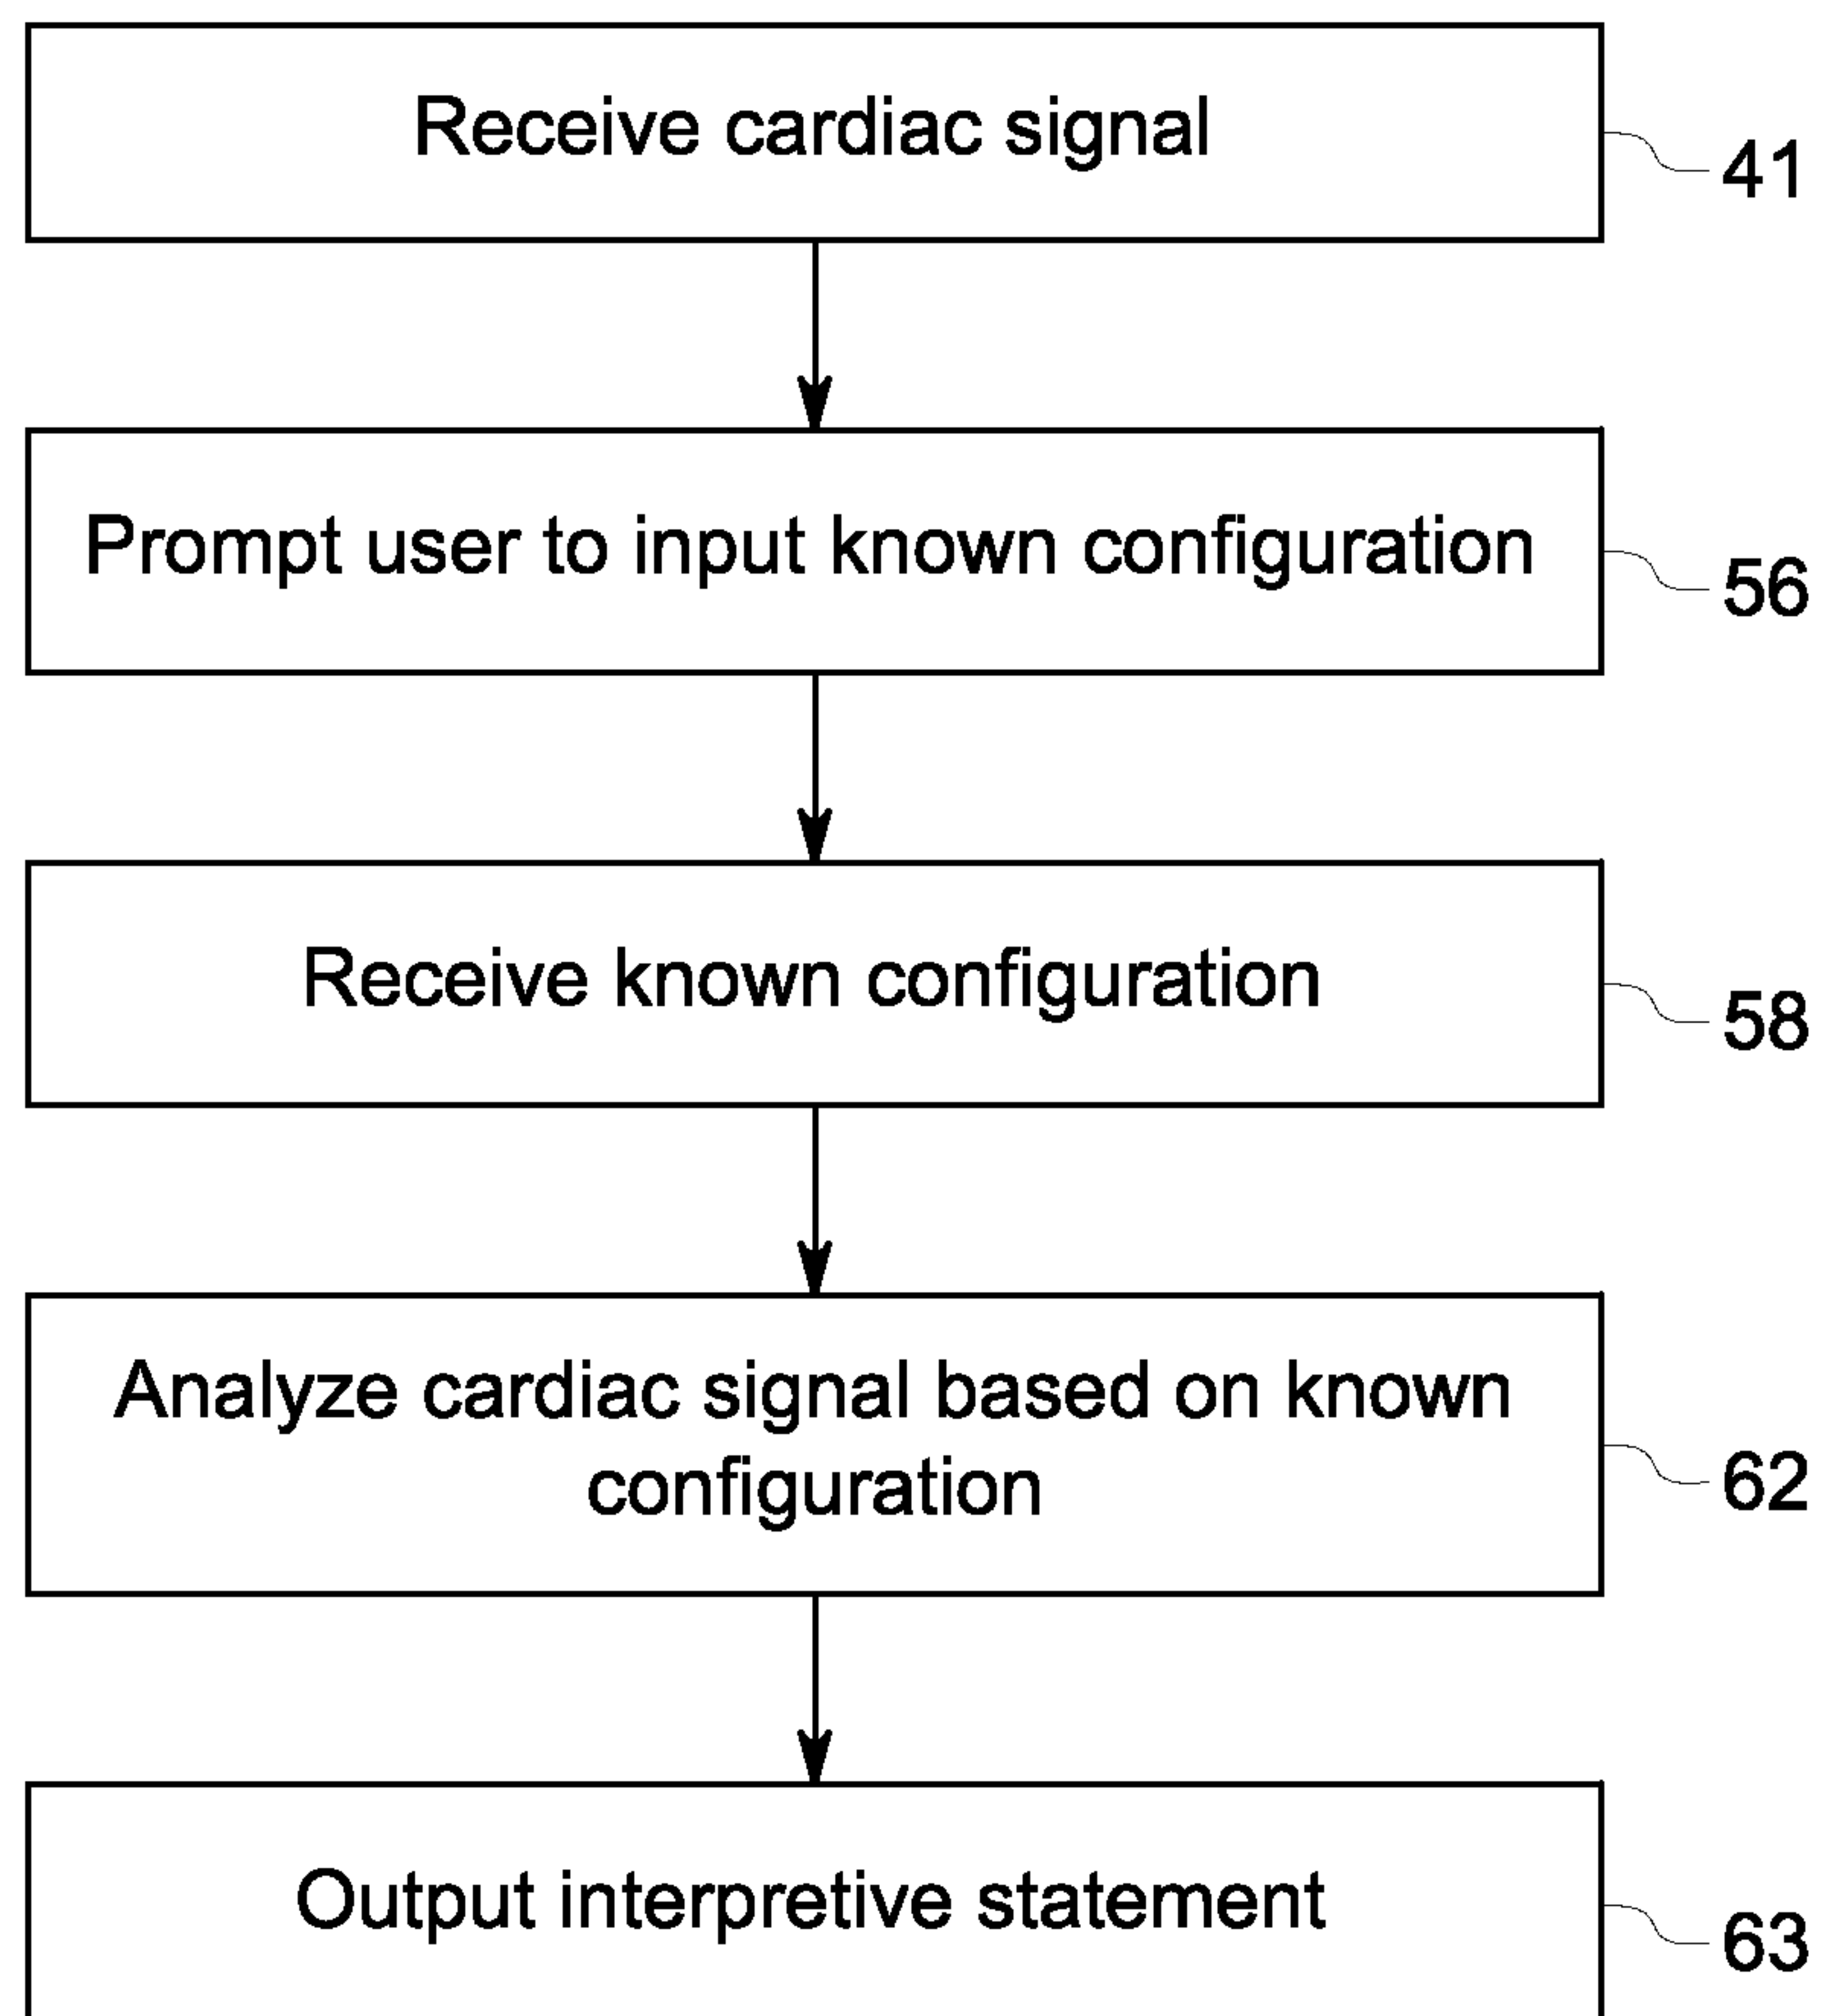 Receive cardiac signal
41
Prompt user to input known configuration
56
Receive known configuration
58
Analyze cardiac signal based on known
configuration
62
Output interpretive statement
63